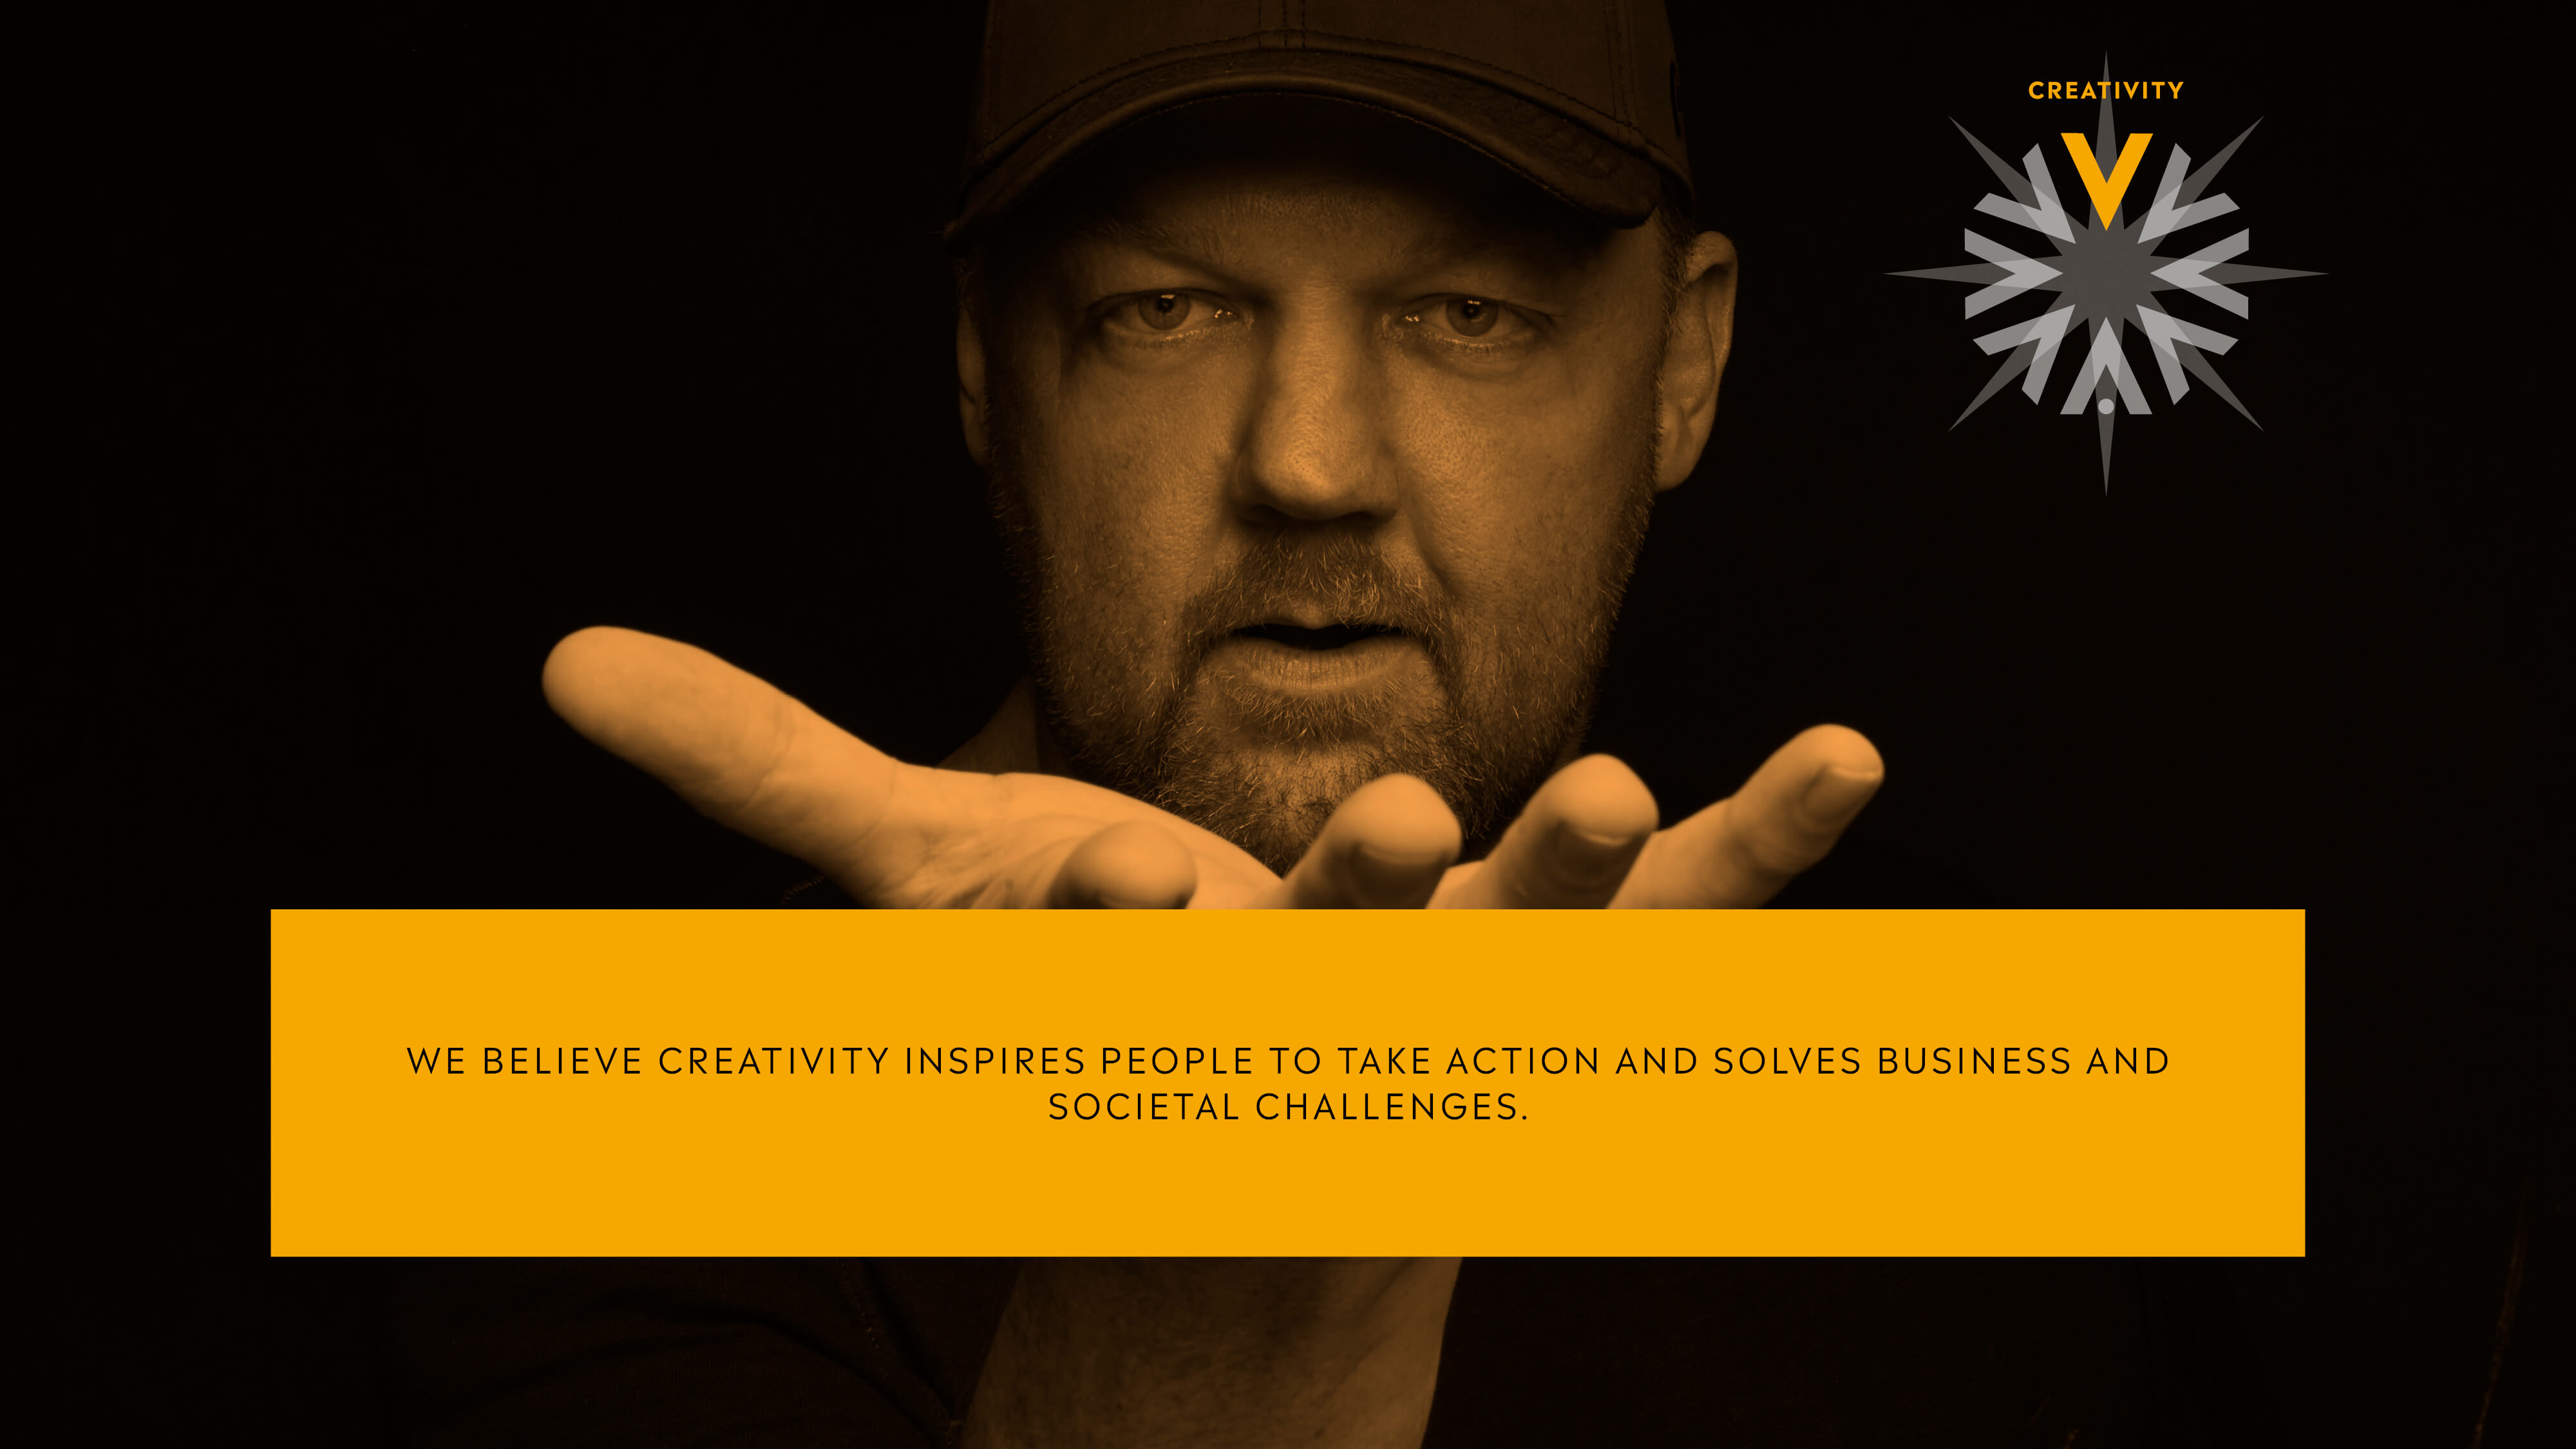 CREATIVITY
WE BELIEVE CREATIVITY INSPIRES PEOPLE TO TAKE ACTION AND SOLVES BUSINESS AND
SOCIETAL CHALLENGES.